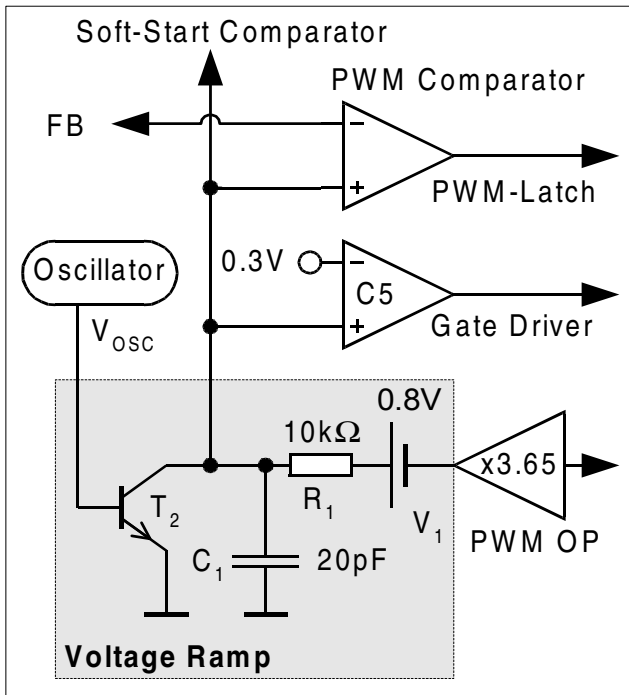 Soft-Start Comparator
PWM Comparator
FB
−
+
PWM-Latch
Oscillator
0.3V
−
C5
+
Gate Driver
VOSC
0.8V
10kΩ
x3.65
T2
R1
V1
PWM OP
C1
20pF
Voltage Ramp